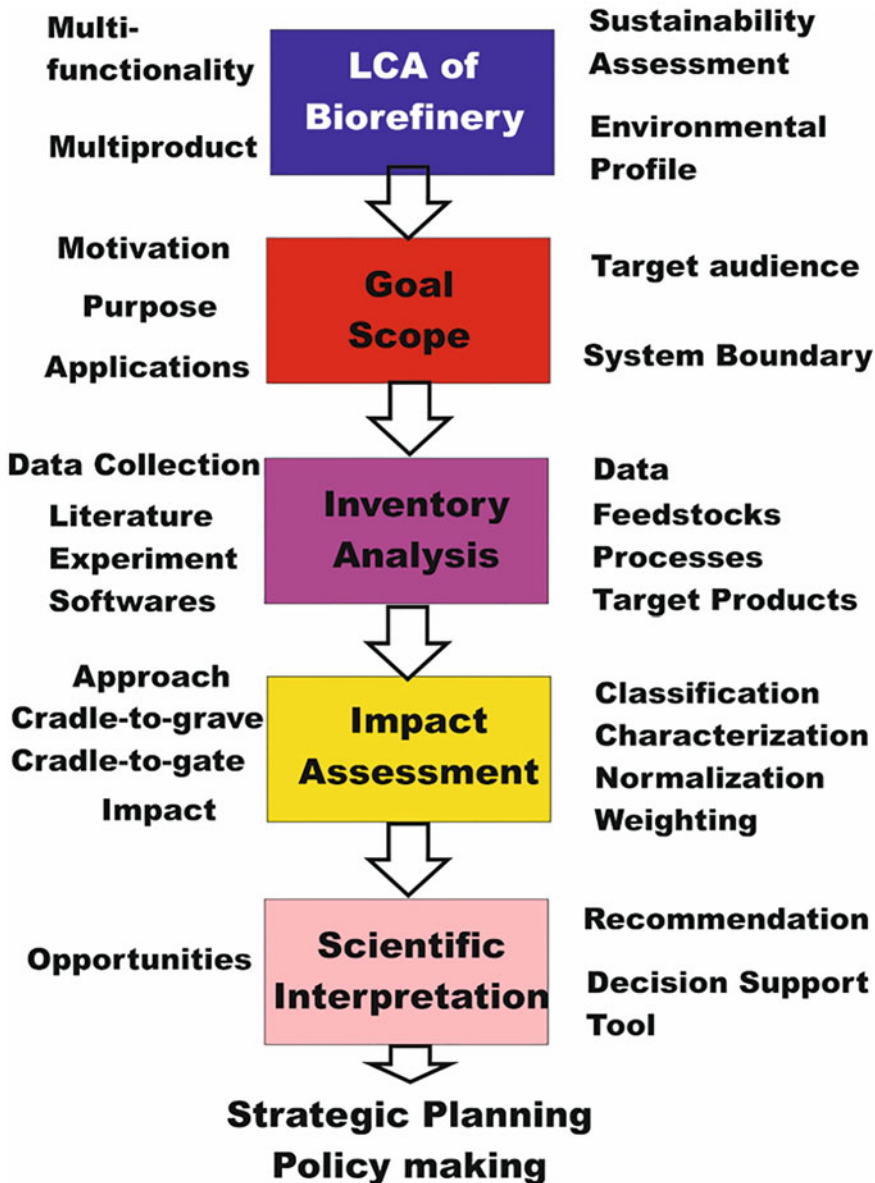 Multi-
functionality
Multiproduct
LCA of
Biorefinery
Sustainability
Assessment
Environmental
Profile
Motivation
Purpose
Applications
Goal
Scope
Target audience
System Boundary
Data Collection
Literature
Experiment
Softwares
Inventory
Analysis
Data
Feedstocks
Processes
Target Products
Approach
Cradle-to-grave
Cradle-to-gate
Impact
Impact
Assessment
Classification
Characterization
Normalization
Weighting
Opportunities
Scientific
Interpretation
Recommendation
Decision Support
Tool
Strategic Planning
Policy making